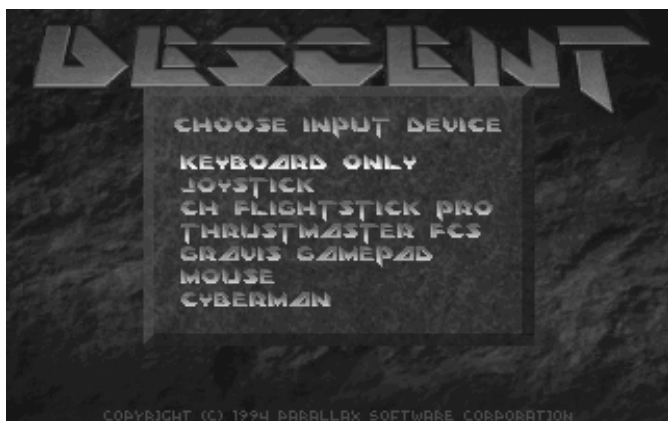 DESCENT
CHOOSE INPUT DEVICE
KEYBOARD ONLY
JOYSTICK
CH FLIGHTSTICK PRO
THRUSTMASTER FCS
GRAVIS GAMEPAD
MOUSE
CYBERMAN
COPYRIGHT (C) 1994 PARALLAX SOFTWARE CORPORATION